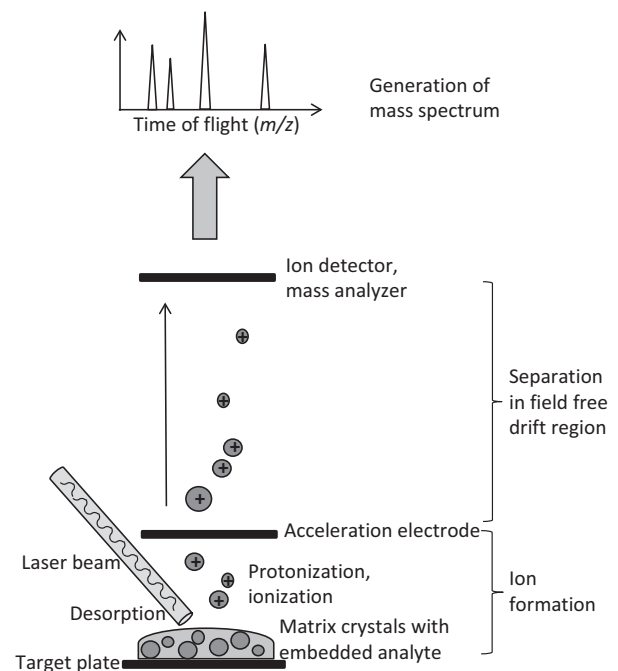 Generation of
mass spectrum
Time of flight (m/z)
Ion detector,
mass analyzer
+
+
+
+
+
Separation
in field free
drift region
Acceleration electrode
Laser beam
+
+
+
Protonization,
ionization
Ion
formation
Desorption
Matrix crystals with
embedded analyte
Target plate